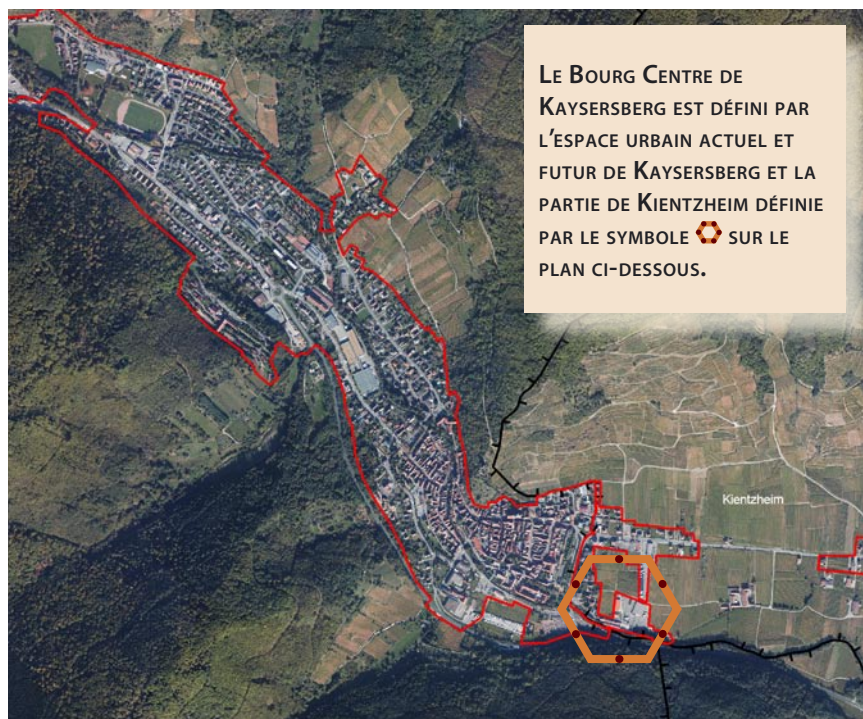 Le Bourg Centre de
Kaysersberg est défini par
l'espace urbain actuel et
futur de Kaysersberg et la
partie de Kientzheim définie
par le symbole sur le
plan ci-dessous.
Kientzheim